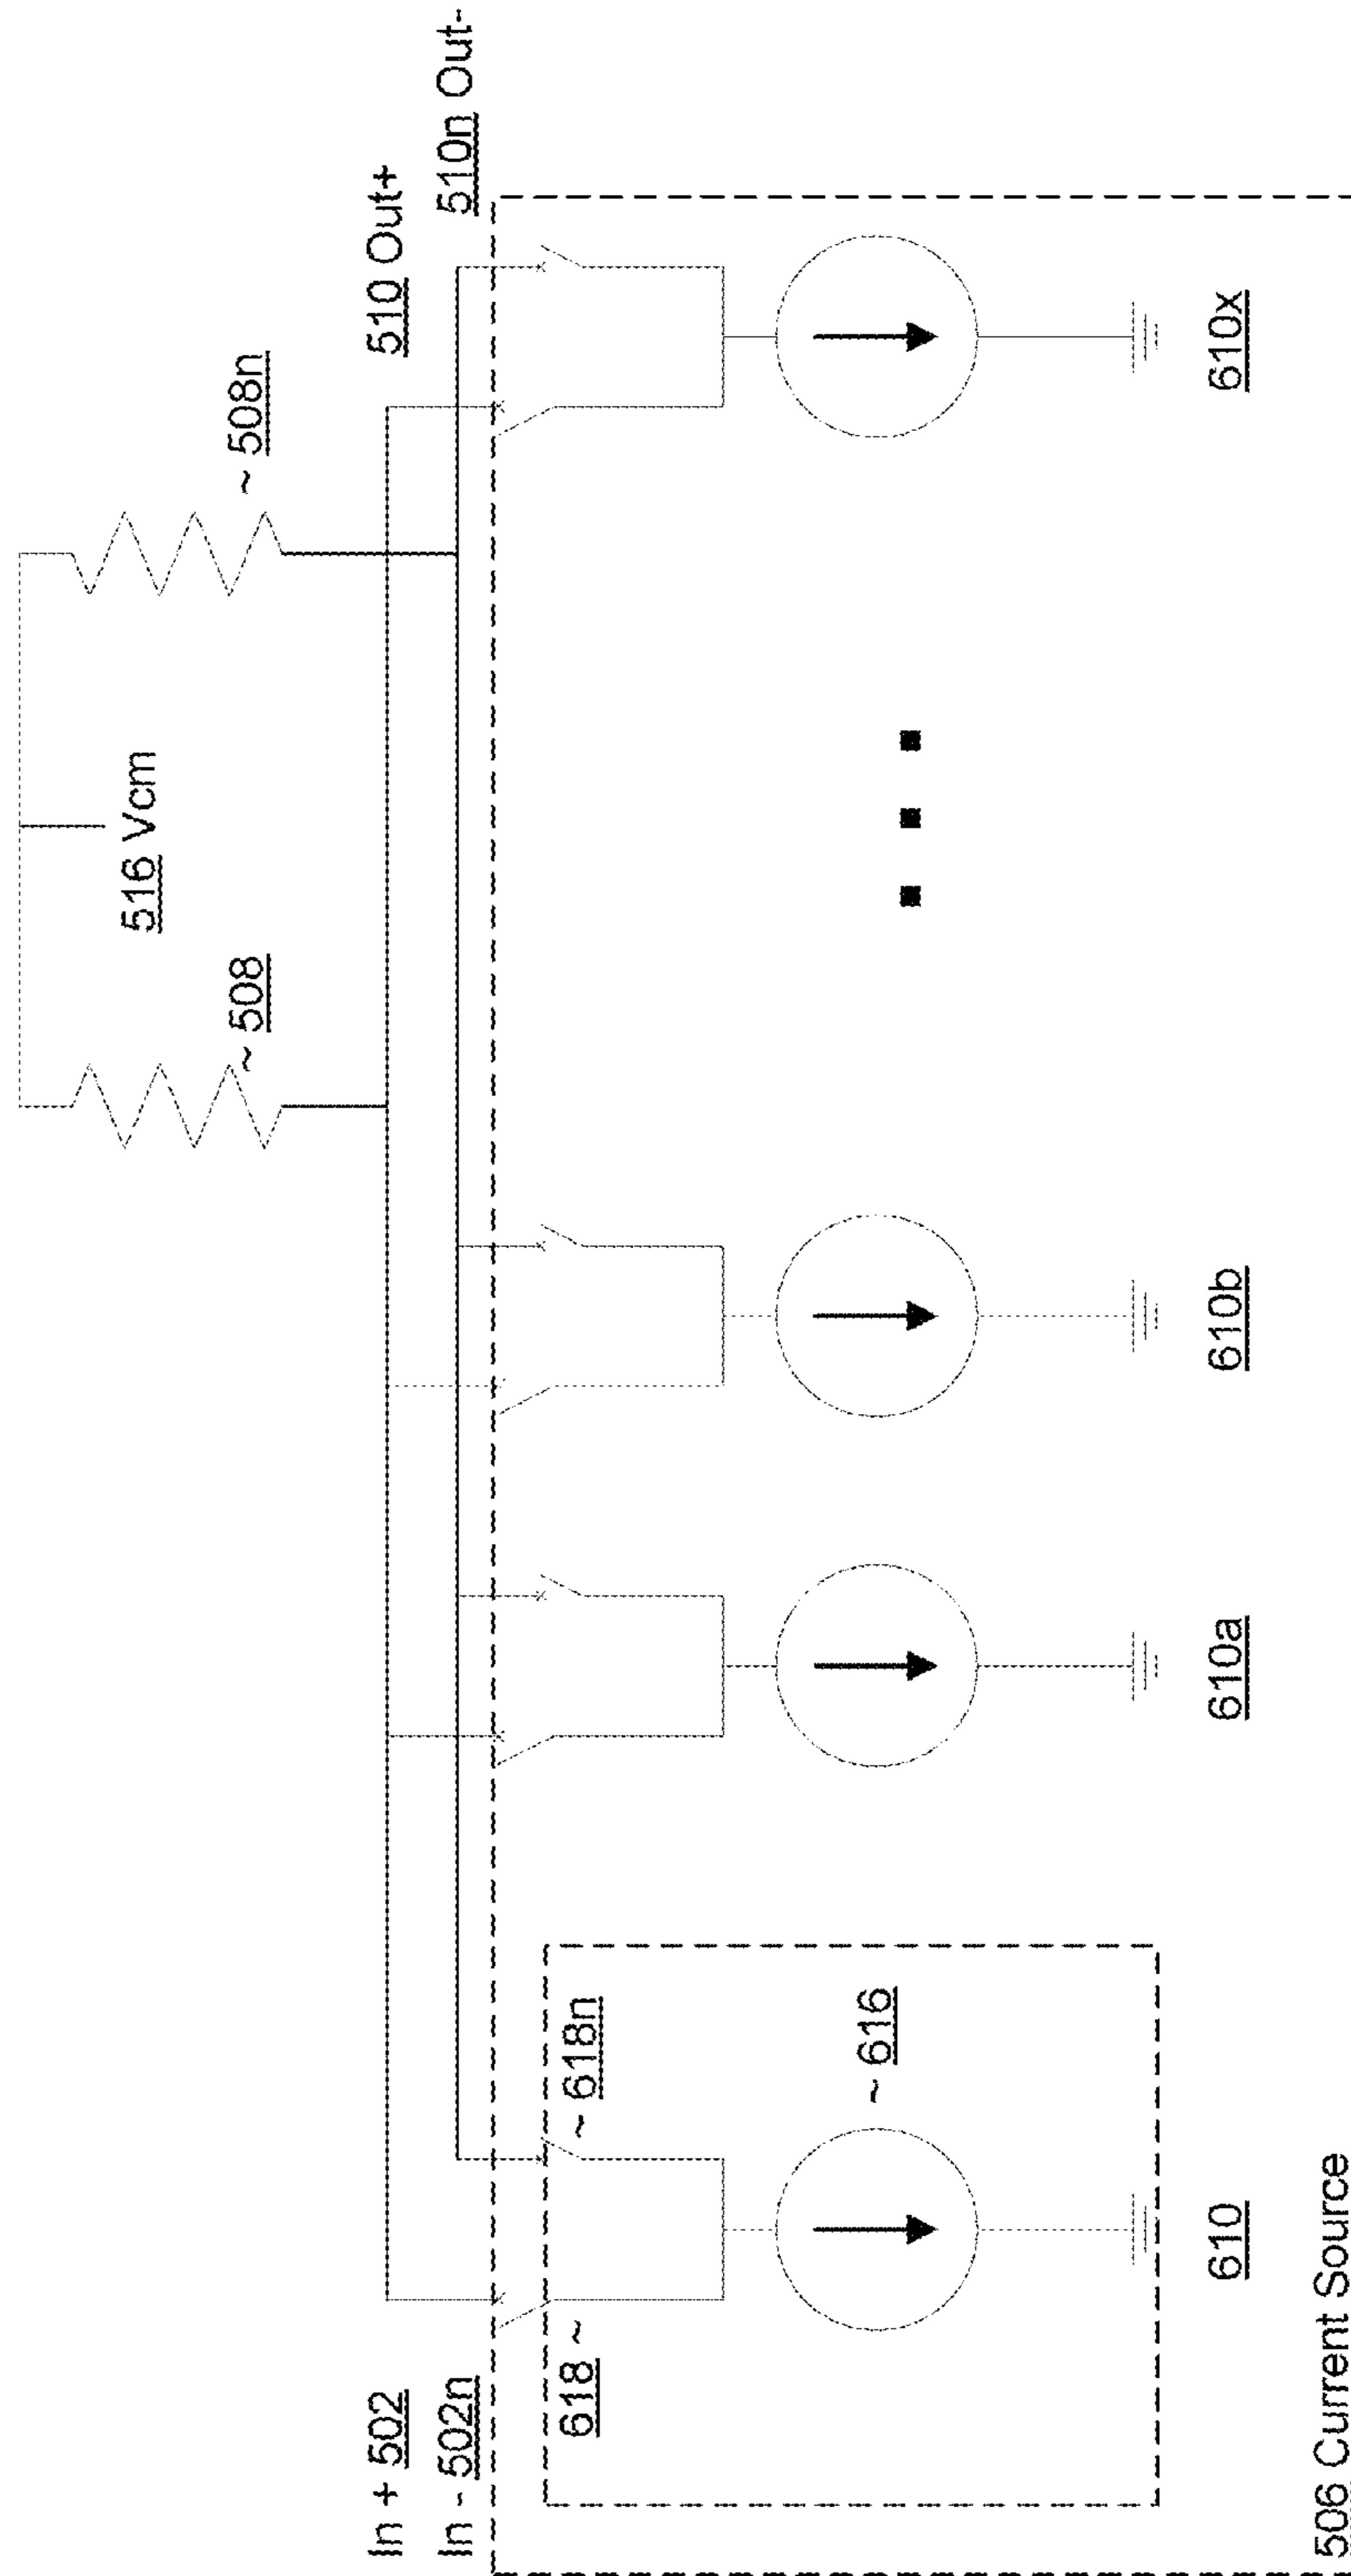 516 Vcm
~ 508
~ 508n
510 Out+
510n Out-
In + 502
In - 502n
618 ~
~ 618n
~ 616
610
610a
610b
610x
506 Current Source